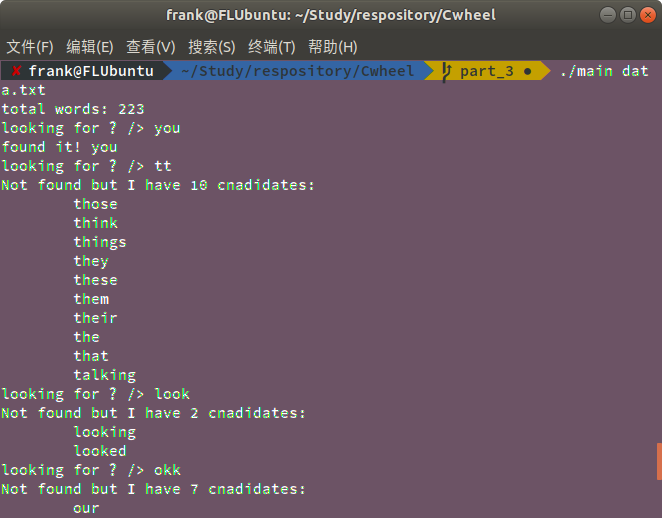 frank@FLUbuntu: ~/Study/respository/Cwheel
文件(F) 编辑(E) 查看(V) 搜索(S) 终端(T) 帮助(H)
✘ frank@FLUbuntu ~/Study/respository/Cwheel part_3 ● ./main dat
a.txt
total words: 223
looking for ? /> you
found it! you
looking for ? /> tt
Not found but I have 10 cnadidates:
those
think
things
they
these
them
their
the
that
talking
looking for ? /> look
Not found but I have 2 cnadidates:
looking
looked
looking for ? /> okk
Not found but I have 7 cnadidates:
our